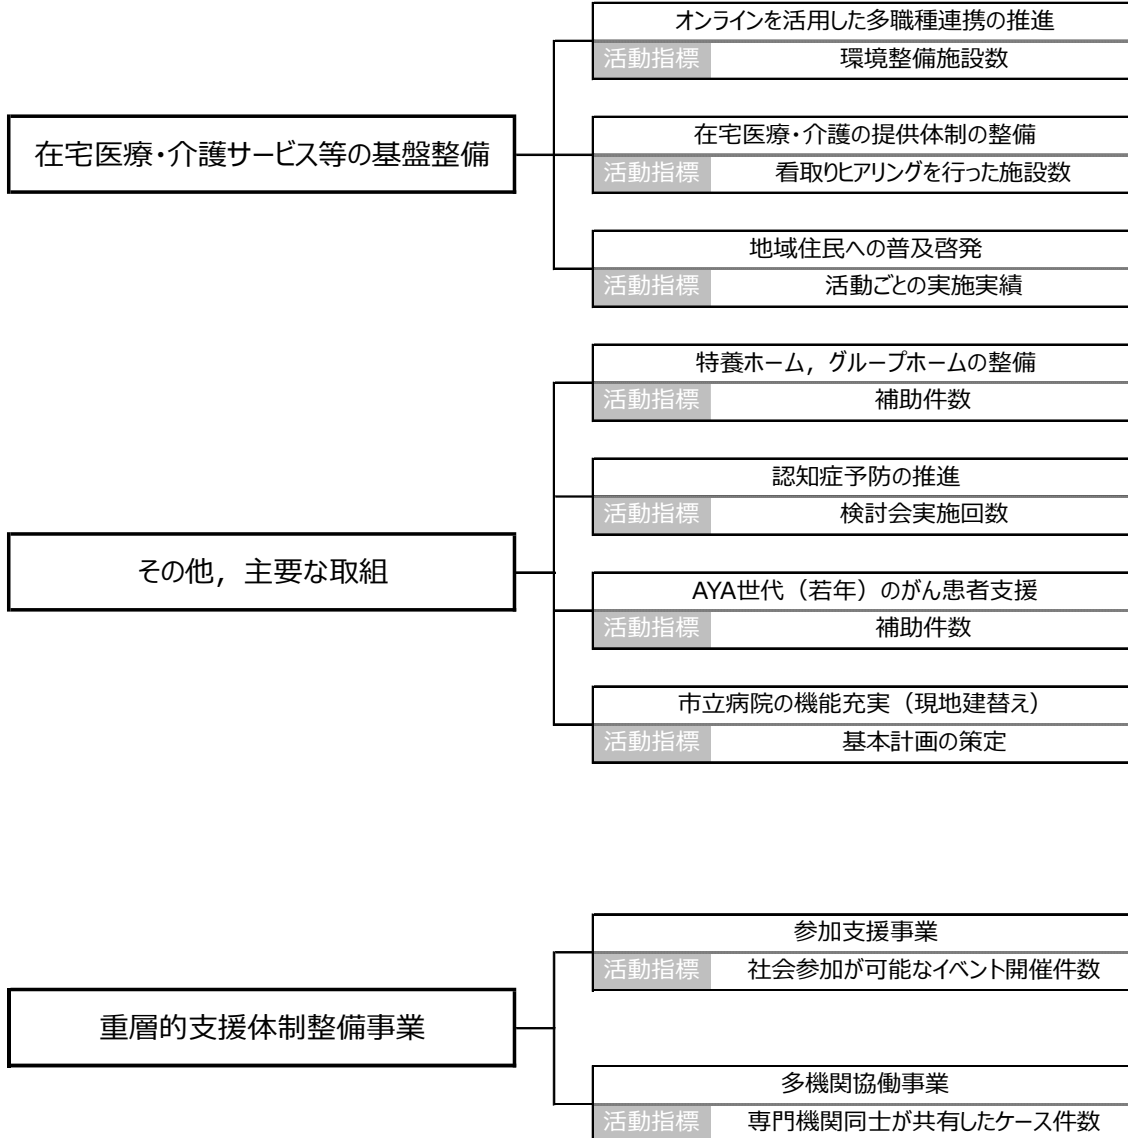 オンラインを活用した多職種連携の推進
活動指標 環境整備施設数
在宅医療・介護サービス等の基盤整備
在宅医療・介護の提供体制の整備
活動指標 看取りヒアリングを行った施設数
地域住民への普及啓発
活動指標 活動ごとの実施実績
特養ホーム，グループホームの整備
活動指標 補助件数
認知症予防の推進
活動指標 検討会実施回数
その他，主要な取組
AYA世代（若年）のがん患者支援
活動指標 補助件数
市立病院の機能充実（現地建替え）
活動指標 基本計画の策定
参加支援事業
活動指標 社会参加が可能なイベント開催件数
重層的支援体制整備事業
多機関協働事業
活動指標 専門機関同士が共有したケース件数